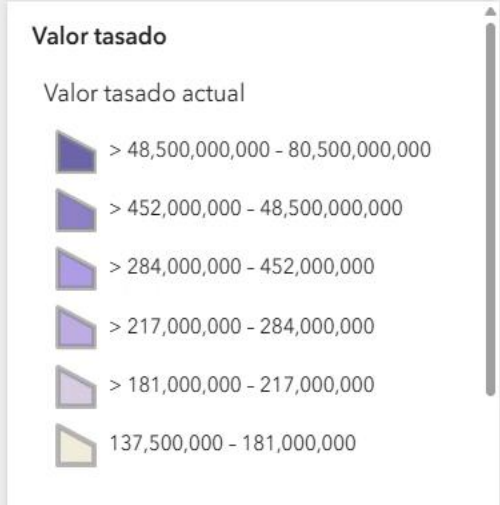 Valor tasado
Valor tasado actual
> 48,500,000,000 - 80,500,000,000
> 452,000,000 - 48,500,000,000
> 284,000,000 - 452,000,000
> 217,000,000 - 284,000,000
> 181,000,000 - 217,000,000
137,500,000 - 181,000,000